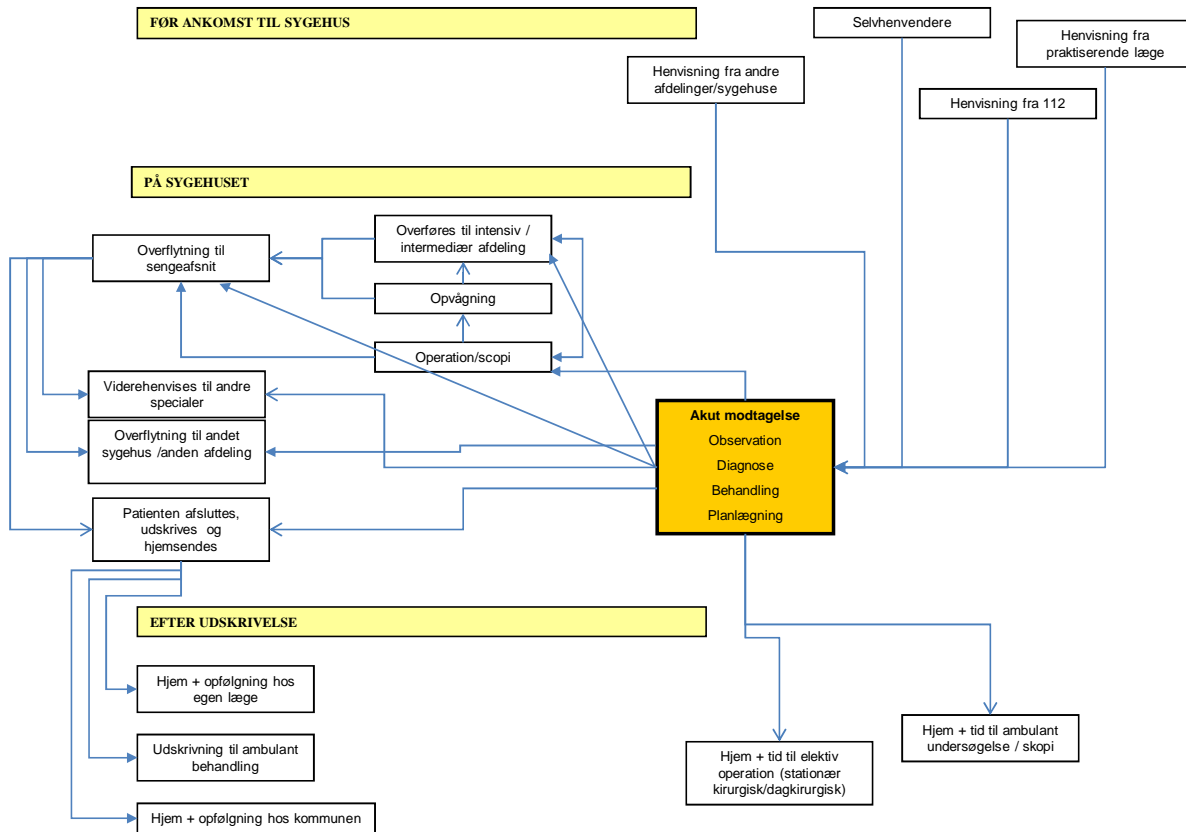 FØR ANKOMST TIL SYGEHUS
Selvhenvendere
Henvisning fra
praktiserende læge
Henvisning fra andre
afdelinger/sygehuse
Henvisning fra 112
PÅ SYGEHUSET
Overflytning til
sengeafsnit
Overføres til intensiv /
intermediær afdeling
Opvågning
Operation/scopi
Viderehenvises til andre
specialer
Overflytning til andet
sygehus /anden afdeling
Akut modtagelse
Observation
Diagnose
Behandling
Planlægning
Patienten afsluttes,
udskrives og
hjemsendes
EFTER UDSKRIVELSE
Hjem + opfølgning hos
egen læge
Udskrivning til ambulant
behandling
Hjem + opfølgning hos kommunen
Hjem + tid til elektiv
operation (stationær
kirurgisk/dagkirurgisk)
Hjem + tid til ambulant
undersøgelse / skopi